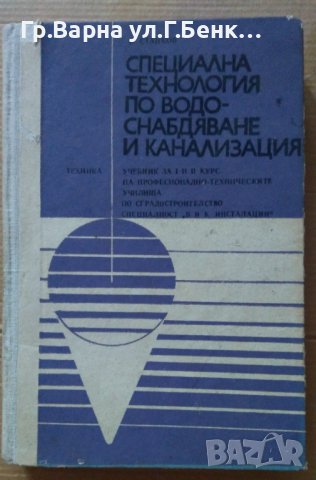 Гр.Варна ул.Г.Бенк...
СПЕЦИАЛНА
ТЕХНОЛОГИЯ
ПО ВОДО-
СНАБДЯВАНЕ
И КАНАЛИЗАЦИЯ
ТЕХНИКА
УЧЕБНИК ЗА I И II КУРС
НА ПРОФЕСИОНАЛНО-ТЕХНИЧЕСКИТЕ
УЧИЛИЩА
ПО СГРАДОСТРОИТЕЛСТВО
СПЕЦИАЛНОСТ „В И К ИНСТАЛАЦИИ"
BAZAR